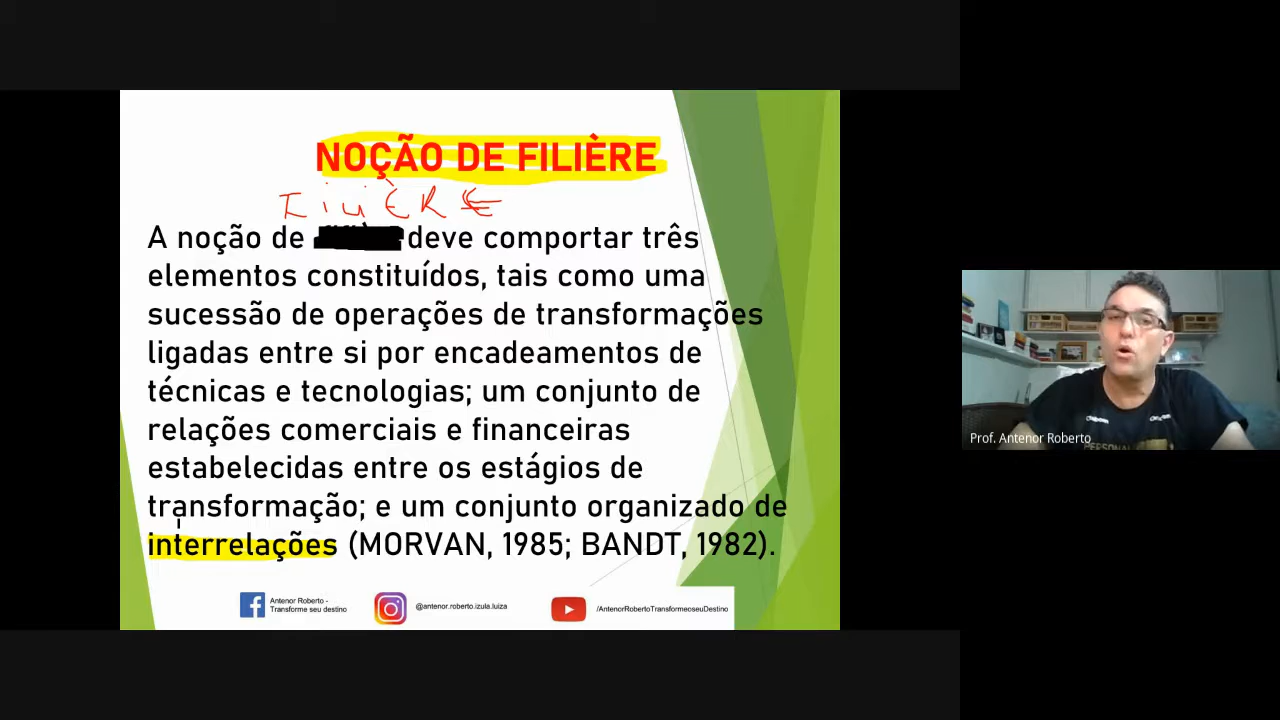 NOÇÃO DE FILIÈRE
FiliÈRE
A noção de deve comportar três
elementos constituídos, tais como uma
sucessão de operações de transformações
ligadas entre si por encadeamentos de
técnicas e tecnologias; um conjunto de
relações comerciais e financeiras
estabelecidas entre os estágios de
transformação; e um conjunto organizado de
interrelações (MORVAN, 1985; BANDT, 1982).
Antenor Roberto -
Transforme seu destino
@antenor.roberto.izula.luiza
/AntenorRobertoTransformeoseuDestino
Prof. Antenor Roberto